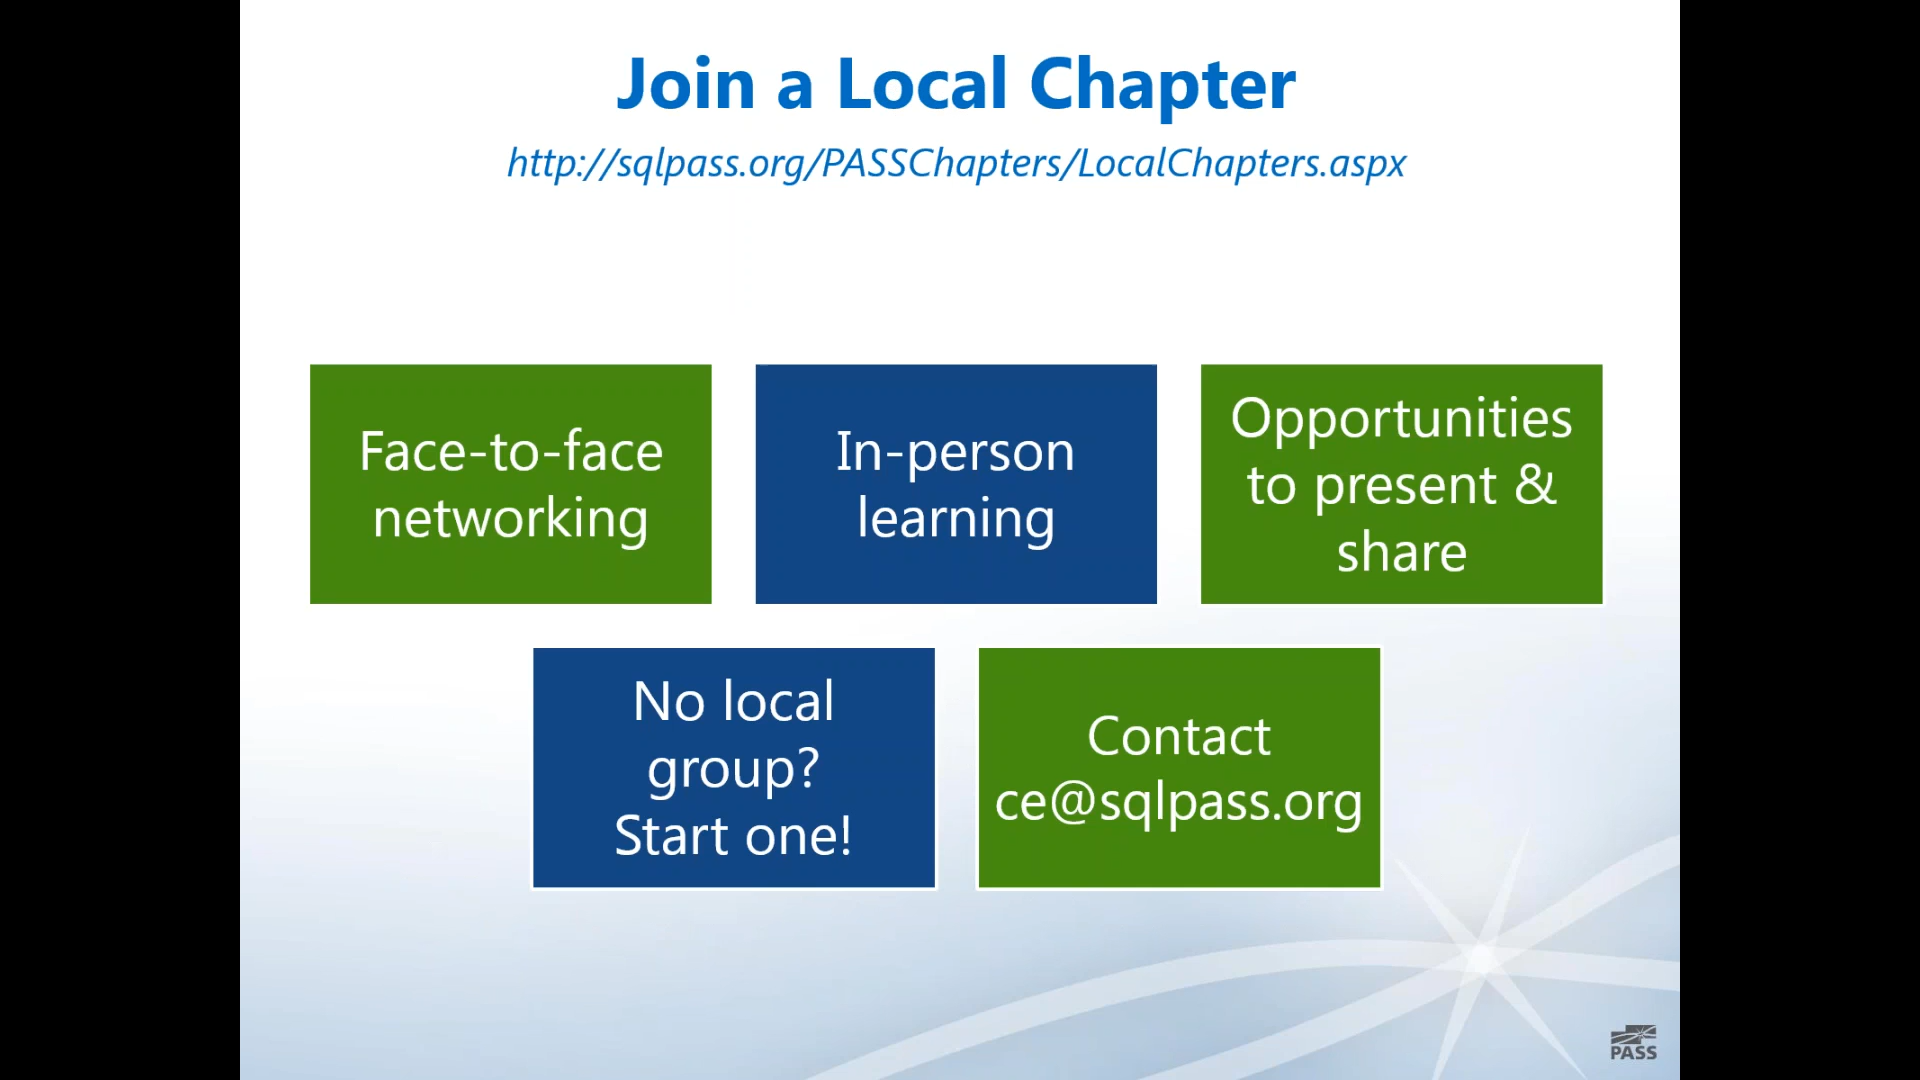 Join a Local Chapter
http://sqlpass.org/PASSChapters/LocalChapters.aspx
Face-to-face
networking
In-person
learning
Opportunities
to present &
share
No local
group?
Start one!
Contact
ce@sqlpass.org
PASS